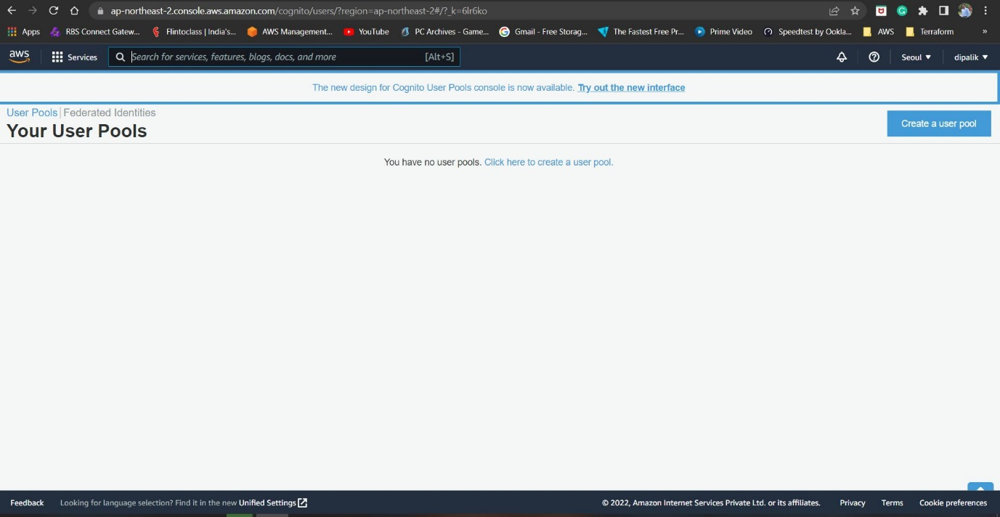 ap-northeast-2.console.aws.amazon.com/cognito/users/?region=ap-northeast-2#/?_k=6lr6ko
Apps RBS Connect Gatew... Flintoclass | India's... AWS Management... YouTube PC Archives - Game... Gmail - Free Storag... The Fastest Free Pr... Prime Video Speedtest by Ookla... AWS Terraform »
aws Services Search for services, features, blogs, docs, and more [Alt+S] Seoul ▼ dipalik ▼
The new design for Cognito User Pools console is now available. Try out the new interface
User Pools | Federated Identities
Your User Pools
Create a user pool
You have no user pools. Click here to create a user pool.
Feedback Looking for language selection? Find it in the new Unified Settings © 2022, Amazon Internet Services Private Ltd. or its affiliates. Privacy Terms Cookie preferences